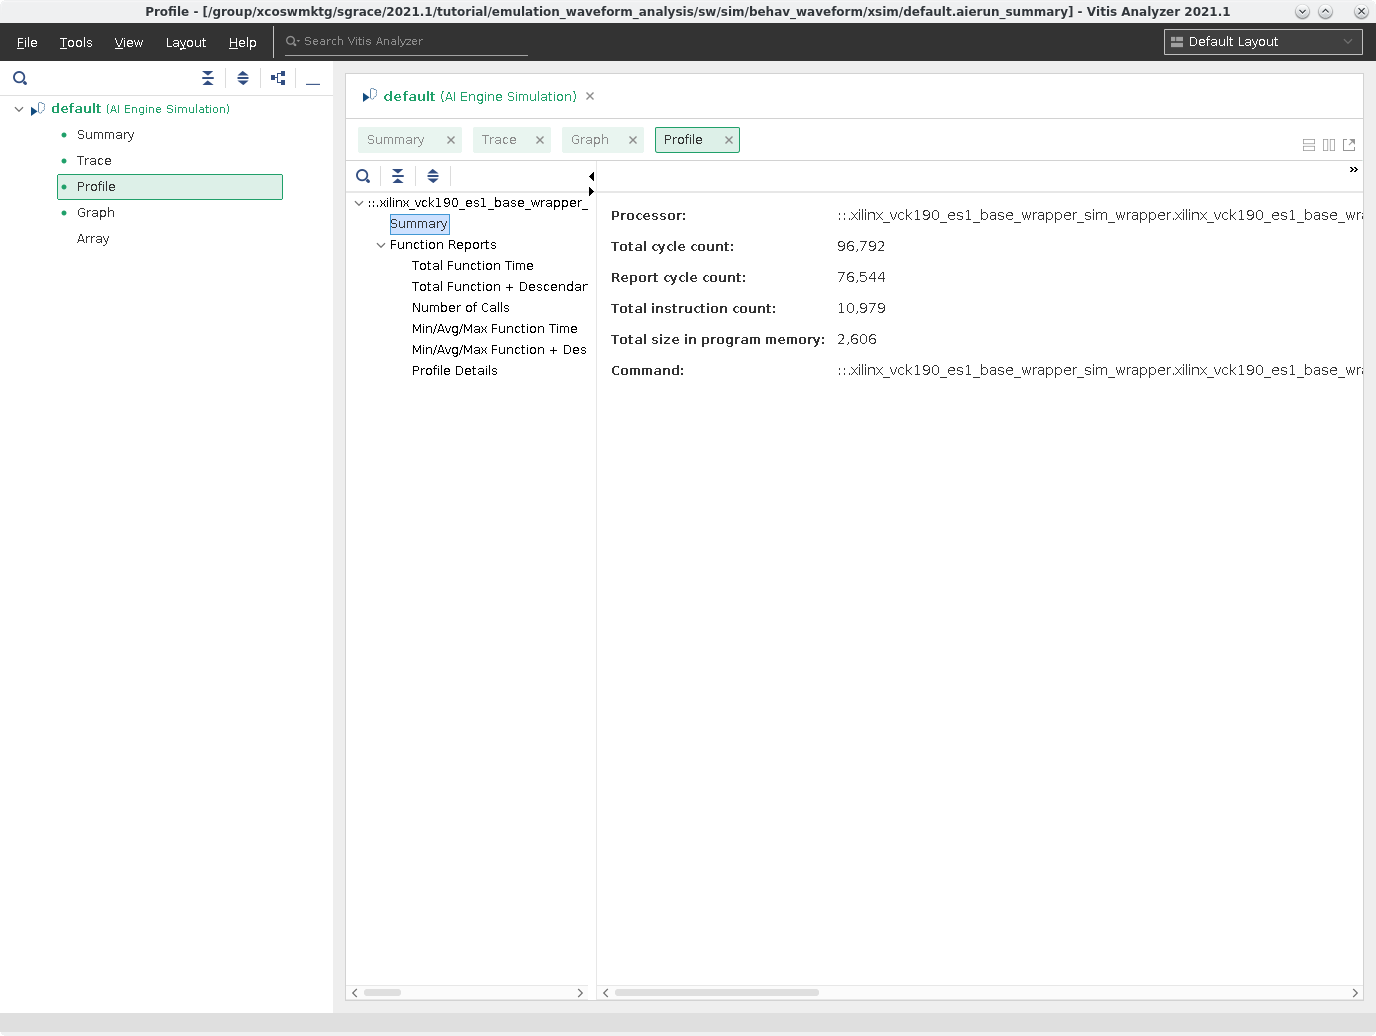 Profile - [/group/xcoswmktg/sgrace/2021.1/tutorial/emulation_waveform_analysis/sw/sim/behav_waveform/xsim/default.aierun_summary] - Vitis Analyzer 2021.1
File Tools View Layout Help Search Vitis Analyzer Default Layout
default (AI Engine Simulation)
Summary
Trace
Profile
Graph
Array
default (AI Engine Simulation)
Summary Trace Graph Profile
::.xilinx_vck190_es1_base_wrapper_
Summary
Function Reports
Total Function Time
Total Function + Descendar
Number of Calls
Min/Avg/Max Function Time
Min/Avg/Max Function + Des
Profile Details
Processor: ::.xilinx_vck190_es1_base_wrapper_sim_wrapper.xilinx_vck190_es1_base_wra
Total cycle count: 96,792
Report cycle count: 76,544
Total instruction count: 10,979
Total size in program memory: 2,606
Command: ::.xilinx_vck190_es1_base_wrapper_sim_wrapper.xilinx_vck190_es1_base_wra